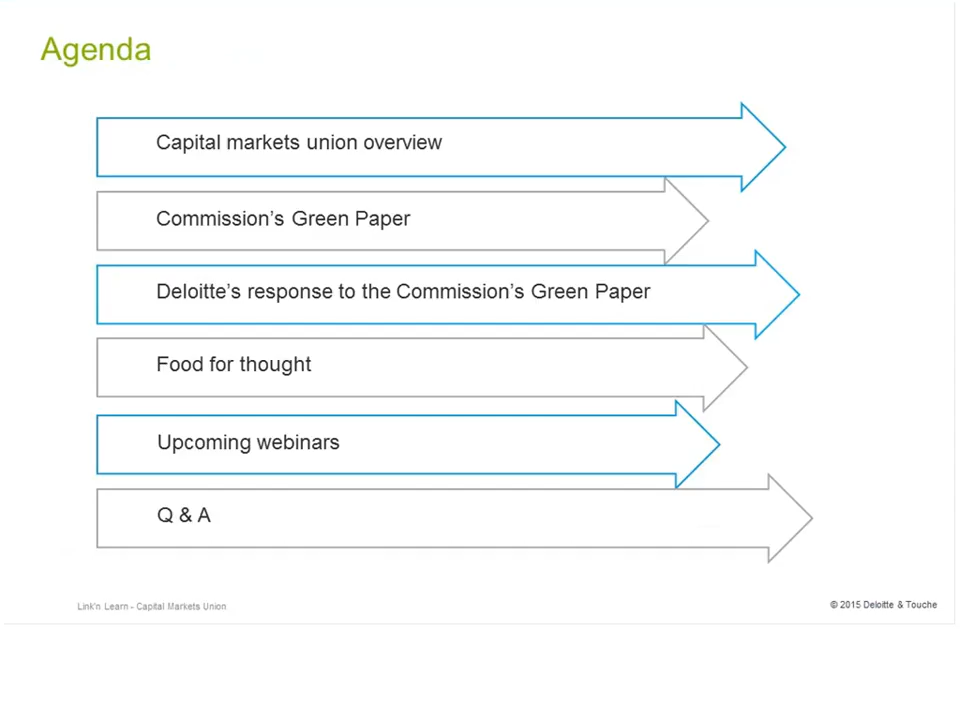 Agenda
Capital markets union overview
Commission’s Green Paper
Deloitte’s response to the Commission’s Green Paper
Food for thought
Upcoming webinars
Q & A
Link'n Learn - Capital Markets Union
© 2015 Deloitte & Touche